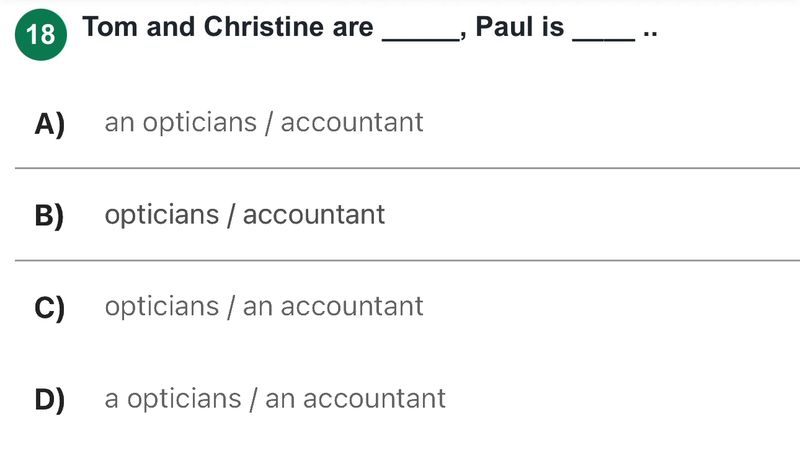 18 Tom and Christine are _____, Paul is ____ ..
A) an opticians / accountant
B) opticians / accountant
C) opticians / an accountant
D) a opticians / an accountant